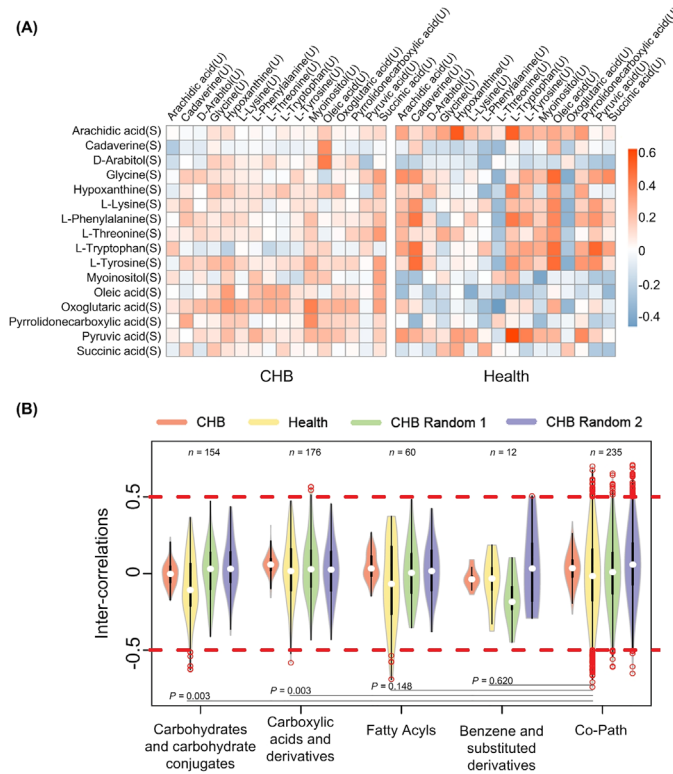 (A)
Arachidic acid(U)
Cadaverine(U)
D-Arabitol(U)
Glycine(U)
Hypoxanthine(U)
L-Lysine(U)
L-Phenylalanine(U)
L-Threonine(U)
L-Tryptophan(U)
L-Tyrosine(U)
Myoinositol(U)
Oleic acid(U)
Oxoglutaric acid(U)
Pyrrolidonecarboxylic acid(U)
Pyruvic acid(U)
Succinic acid(U)
Arachidic acid(U)
Cadaverine(U)
D-Arabitol(U)
Glycine(U)
Hypoxanthine(U)
L-Lysine(U)
L-Phenylalanine(U)
L-Threonine(U)
L-Tryptophan(U)
L-Tyrosine(U)
Myoinositol(U)
Oleic acid(U)
Oxoglutaric acid(U)
Pyrrolidonecarboxylic acid(U)
Pyruvic acid(U)
Succinic acid(U)
Arachidic acid(S)
Cadaverine(S)
D-Arabitol(S)
Glycine(S)
Hypoxanthine(S)
L-Lysine(S)
L-Phenylalanine(S)
L-Threonine(S)
L-Tryptophan(S)
L-Tyrosine(S)
Myoinositol(S)
Oleic acid(S)
Oxoglutaric acid(S)
Pyrrolidonecarboxylic acid(S)
Pyruvic acid(S)
Succinic acid(S)
0.6
0.4
0.2
0
-0.2
-0.4
CHB
Health
(B)
CHB Health CHB Random 1 CHB Random 2
n = 154 n = 176 n = 60 n = 12 n = 235
Inter-correlations
0.5
0
-0.5
P = 0.003 P = 0.003 P = 0.148 P = 0.620
Carbohydrates and carbohydrate conjugates
Carboxylic acids and derivatives
Fatty Acyls
Benzene and substituted derivatives
Co-Path